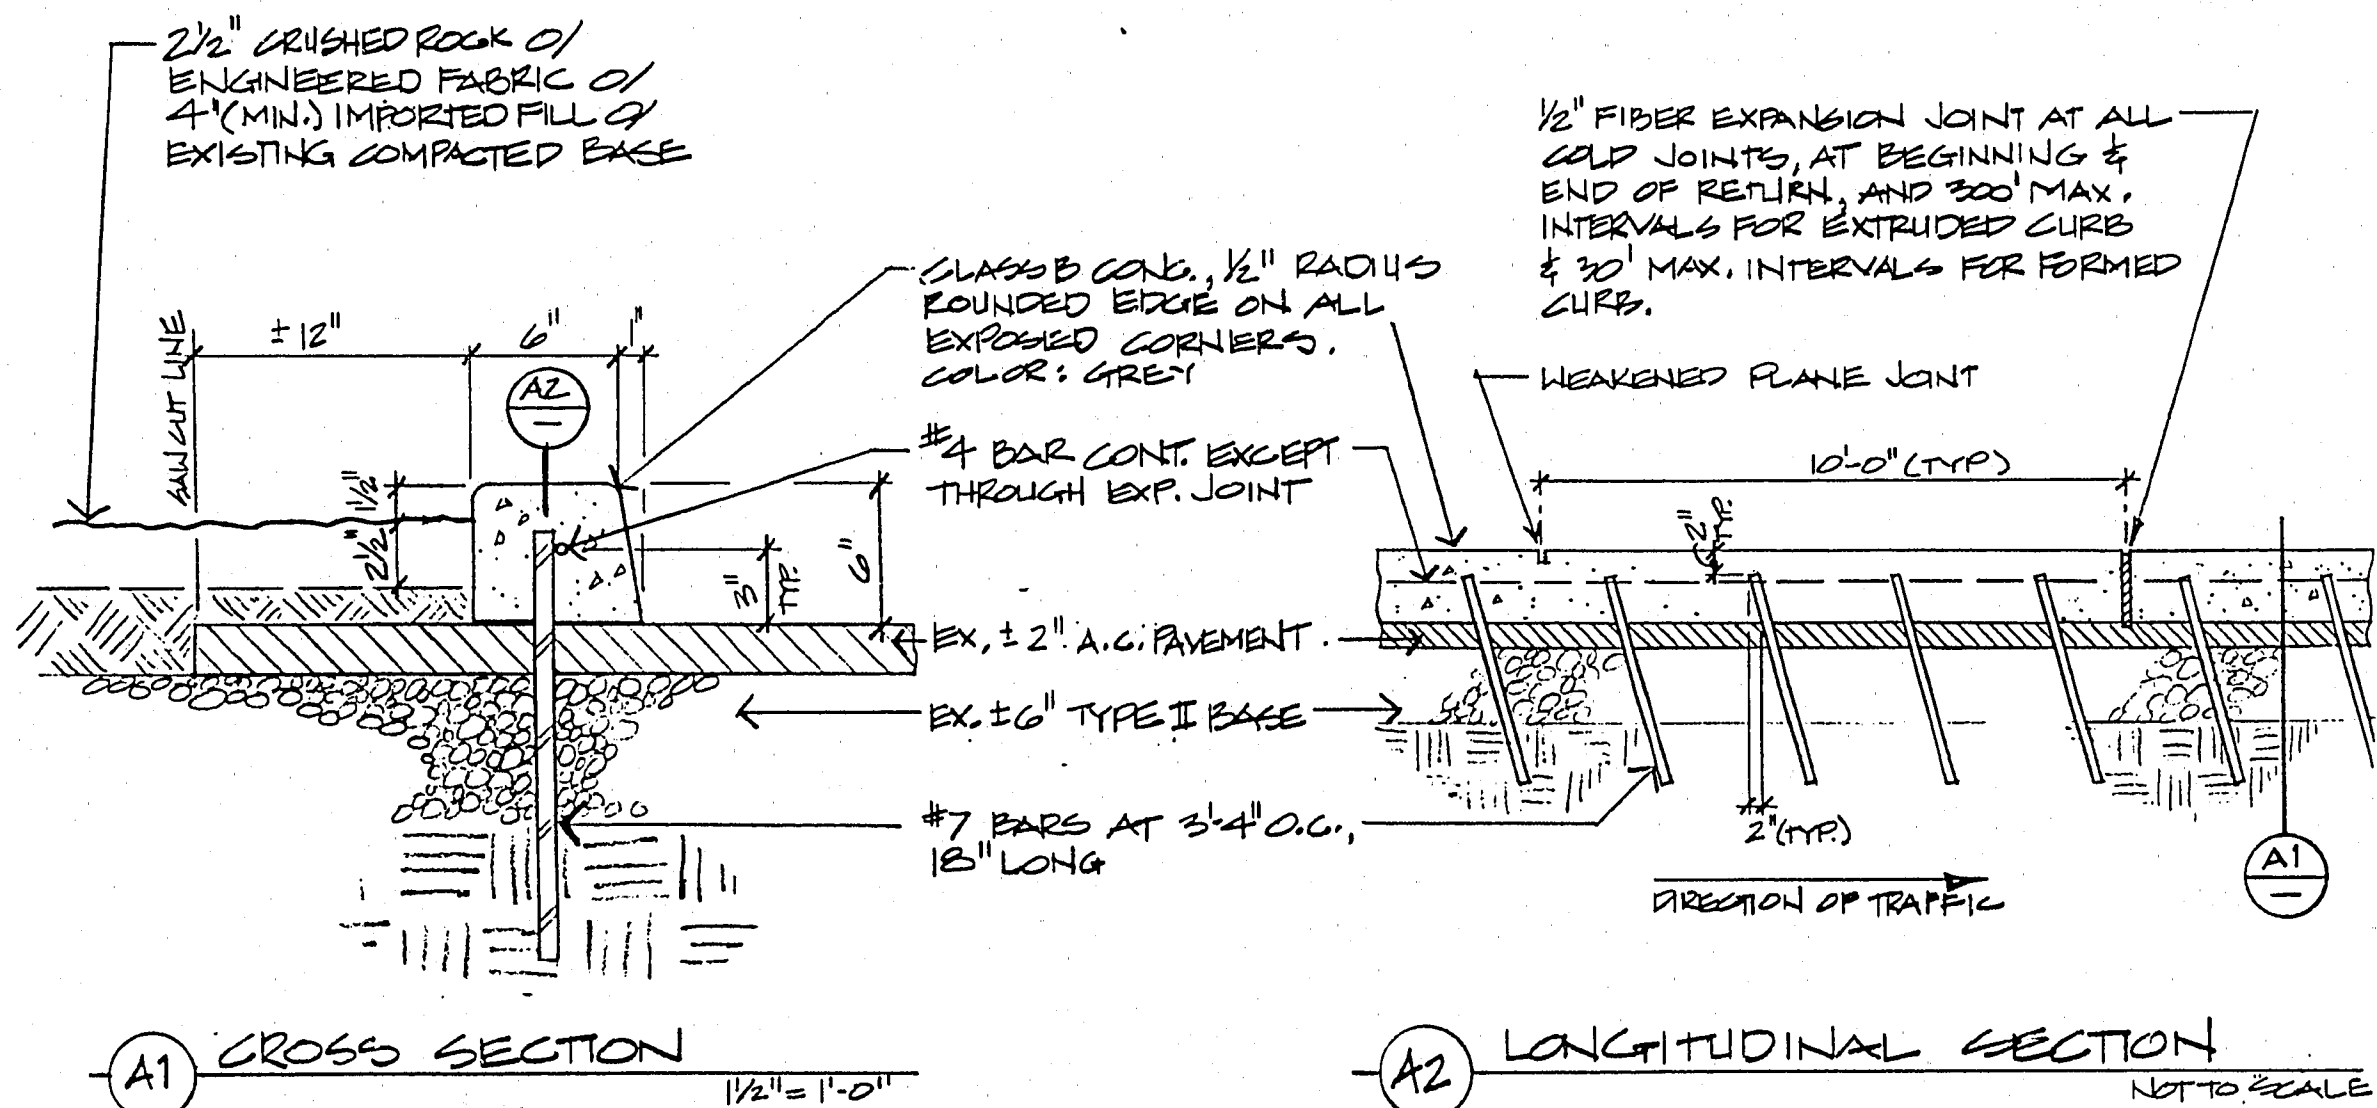 2½" CRUSHED ROCK O/
ENGINEERED FABRIC O/
4"(MIN.) IMPORTED FILL O/
EXISTING COMPACTED BASE
½" FIBER EXPANSION JOINT AT ALL
COLD JOINTS, AT BEGINNING &
END OF RETURN, AND 300' MAX.
INTERVALS FOR EXTRUDED CURB
& 30' MAX. INTERVALS FOR FORMED
CURB.
CLASS B CONC., ½" RADIUS
ROUNDED EDGE ON ALL
EXPOSED CORNERS.
COLOR: GREY
SAW CUT LINE
± 12"
6"
1"
A2
—
WEAKENED PLANE JOINT
#4 BAR CONT. EXCEPT
THROUGH EXP. JOINT
10'-0" (TYP.)
1½"
2½"
3"
TYP.
6"
2"
TYP.
EX. ± 2" A.C. PAVEMENT
EX. ± 6" TYPE II BASE
#7 BARS AT 3'-4" O.C.,
18" LONG
2"(TYP.)
DIRECTION OF TRAFFIC
A1
—
A1 CROSS SECTION
1½" = 1'-0"
A2 LONGITUDINAL SECTION
NOT TO SCALE